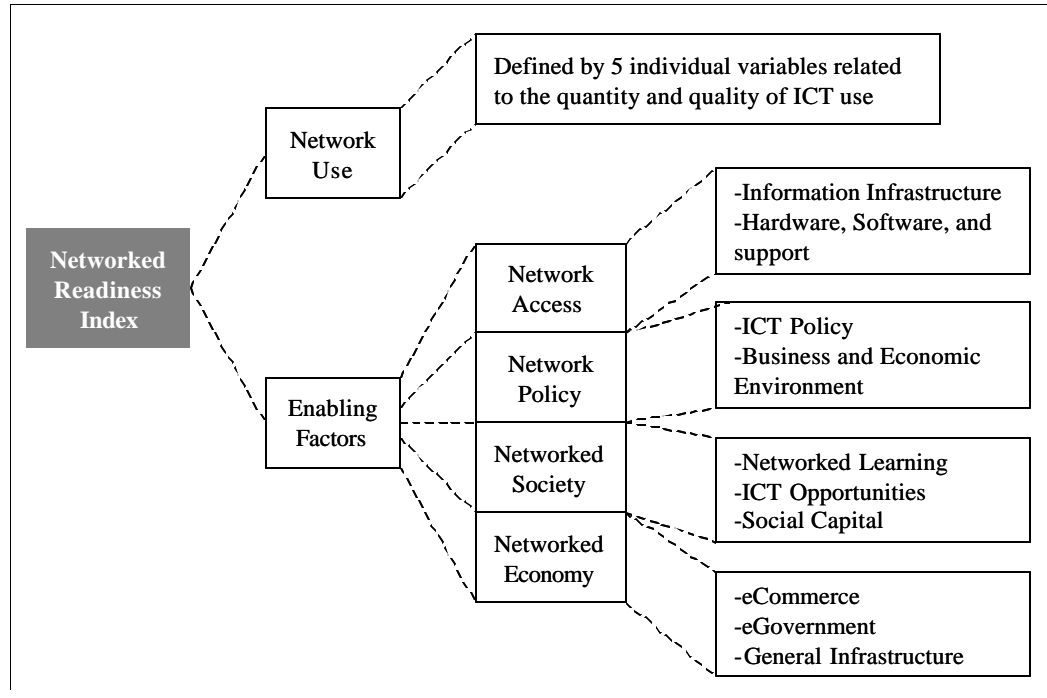 Defined by 5 individual variables related
to the quantity and quality of ICT use
Network
Use
Networked
Readiness
Index
Enabling
Factors
Network
Access
Network
Policy
Networked
Society
Networked
Economy
-Information Infrastructure
-Hardware, Software, and
support
-ICT Policy
-Business and Economic
Environment
-Networked Learning
-ICT Opportunities
-Social Capital
-eCommerce
-eGovernment
-General Infrastructure